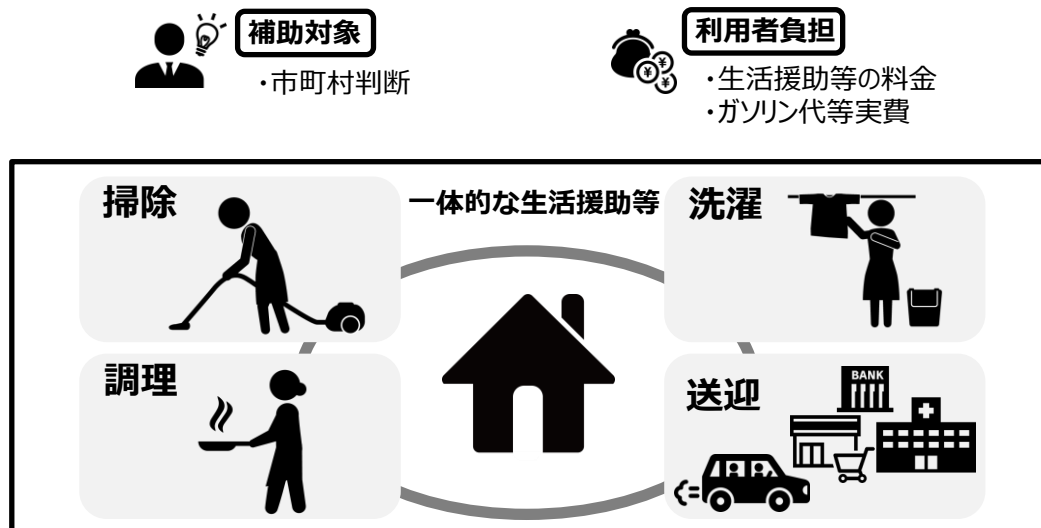 補助対象
・市町村判断
利用者負担
・生活援助等の料金
・ガソリン代等実費
一体的な生活援助等
掃除
洗濯
調理
送迎
BANK